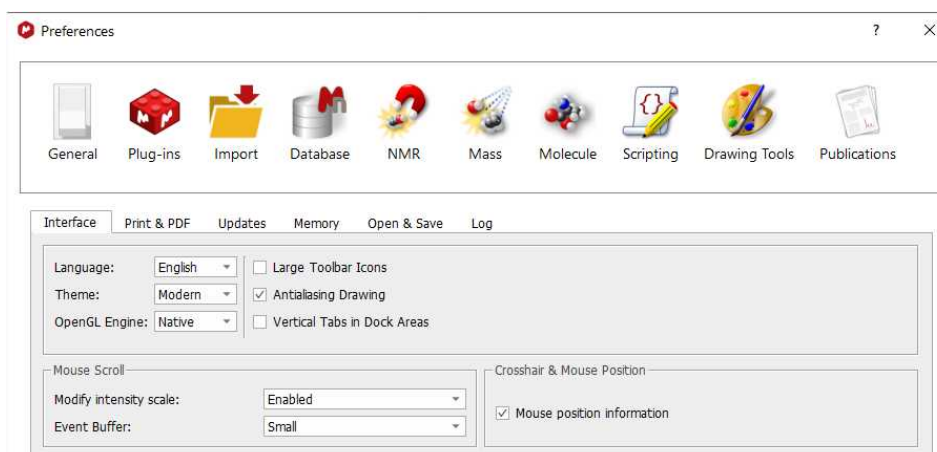 Preferences ?
General Plug-ins Import Database NMR Mass Molecule Scripting Drawing Tools Publications
Interface Print & PDF Updates Memory Open & Save Log
Language: English Large Toolbar Icons
Theme: Modern Antialiasing Drawing
OpenGL Engine: Native Vertical Tabs in Dock Areas
Mouse Scroll Crosshair & Mouse Position
Modify intensity scale: Enabled
Mouse position information
Event Buffer: Small